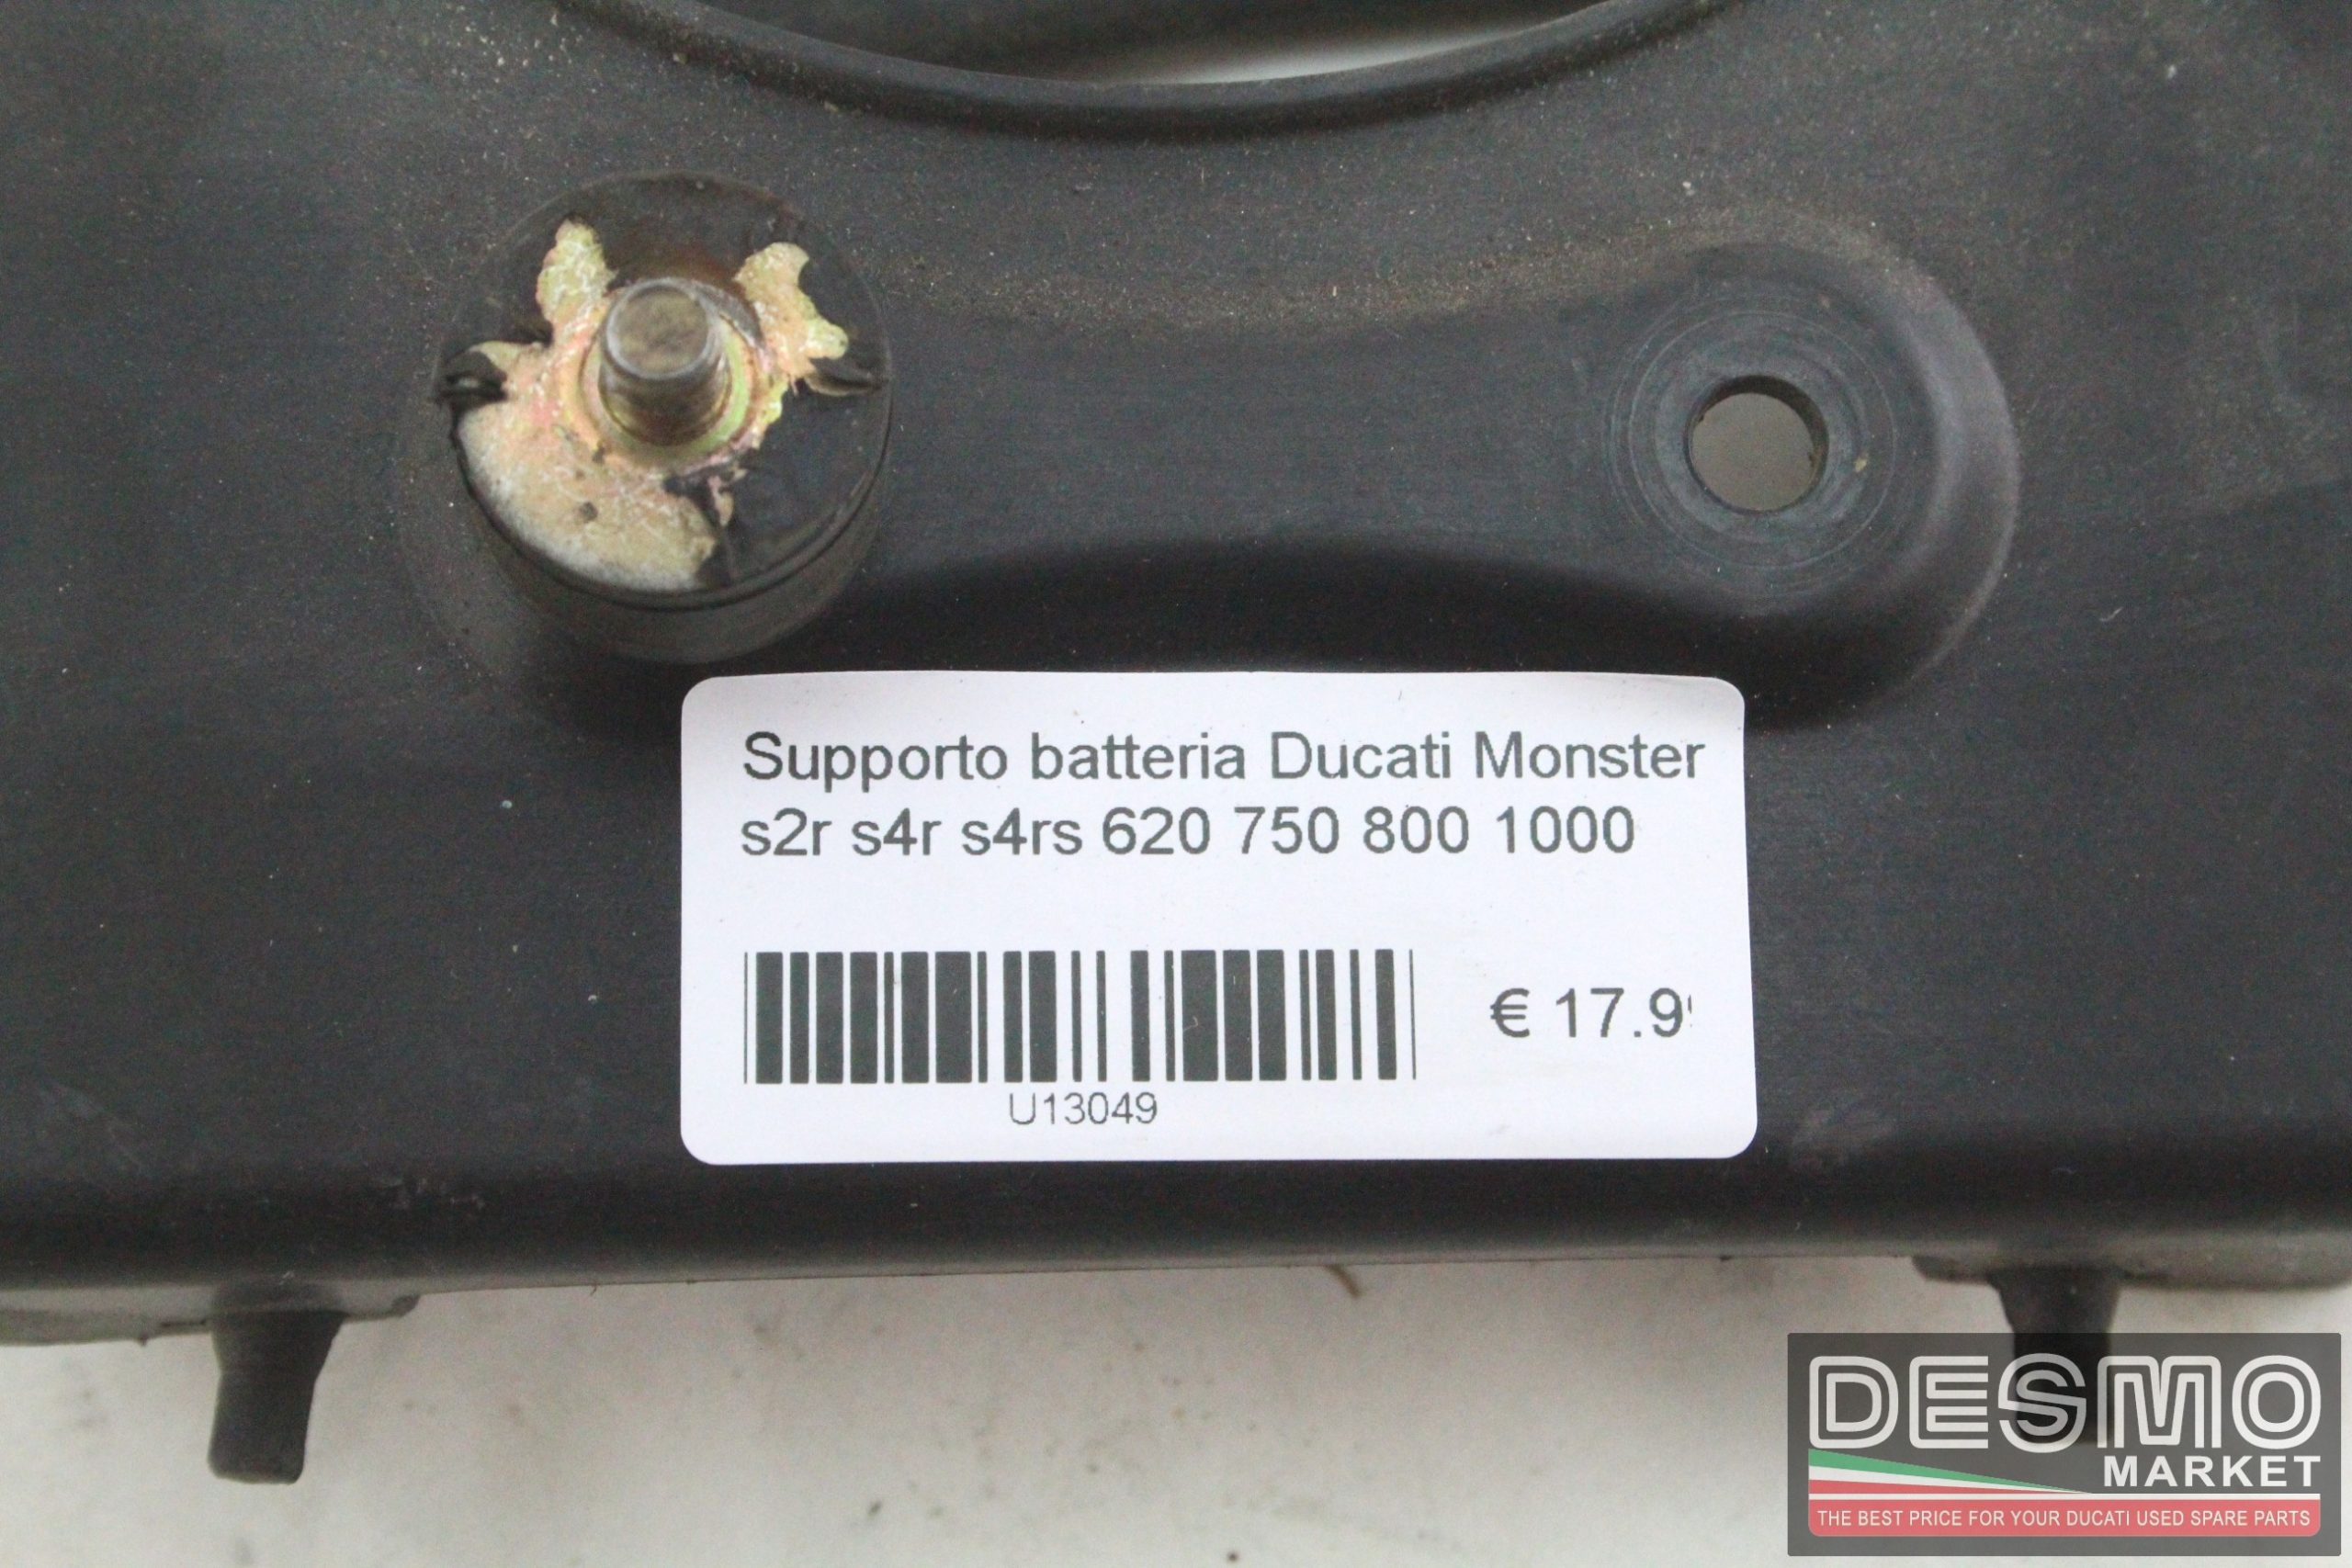 Supporto batteria Ducati Monster
s2r s4r s4rs 620 750 800 1000
€ 17.9
U13049
DESMO
MARKET
THE BEST PRICE FOR YOUR DUCATI USED SPARE PARTS